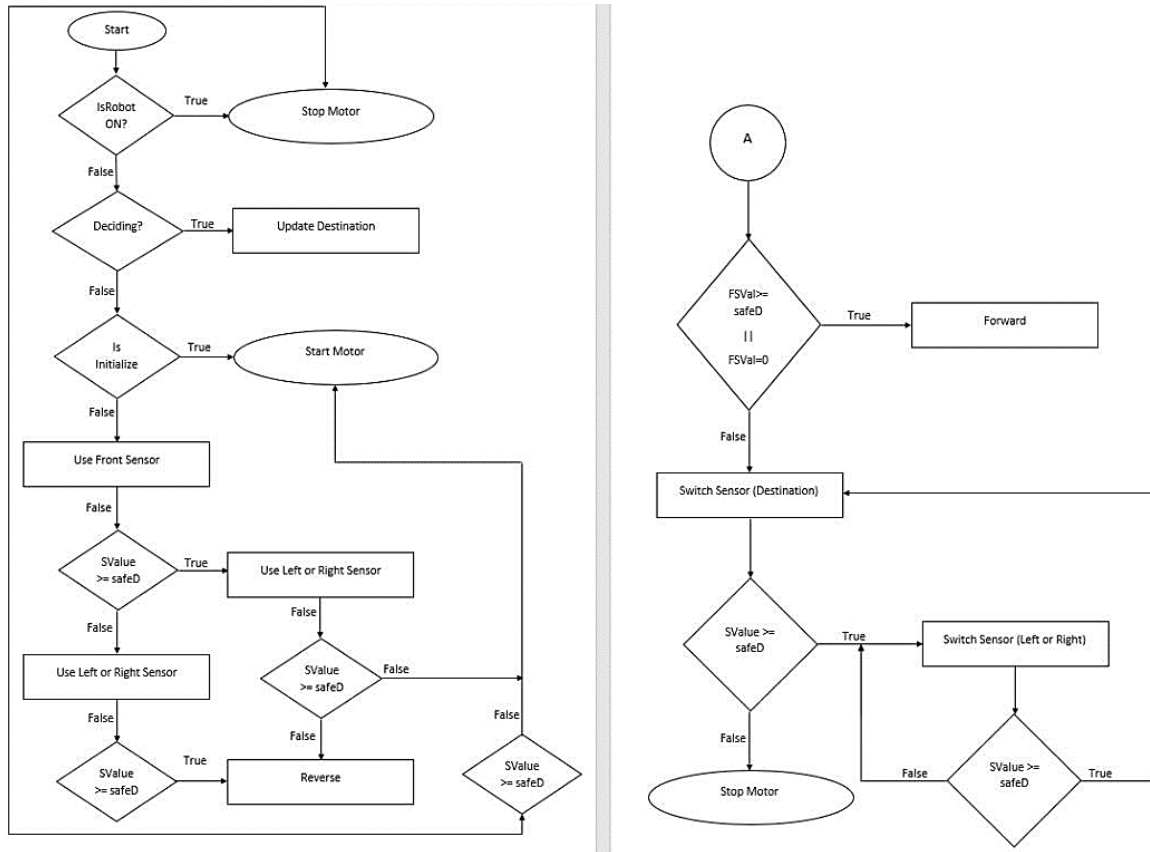 Start
IsRobot
ON?
True
Stop Motor
False
Deciding?
True
Update Destination
False
Is
Initialize
True
Start Motor
False
Use Front Sensor
False
SValue
>= safeD
True
Use Left or Right Sensor
False
False
Use Left or Right Sensor
SValue
>= safeD
False
False
False
SValue
>= safeD
True
Reverse
False
SValue
>= safeD
A
FSVal>=
safeD
||
FSVal=0
True
Forward
False
Switch Sensor (Destination)
SValue >=
safeD
True
Switch Sensor (Left or Right)
False
Stop Motor
SValue >=
safeD
False
True